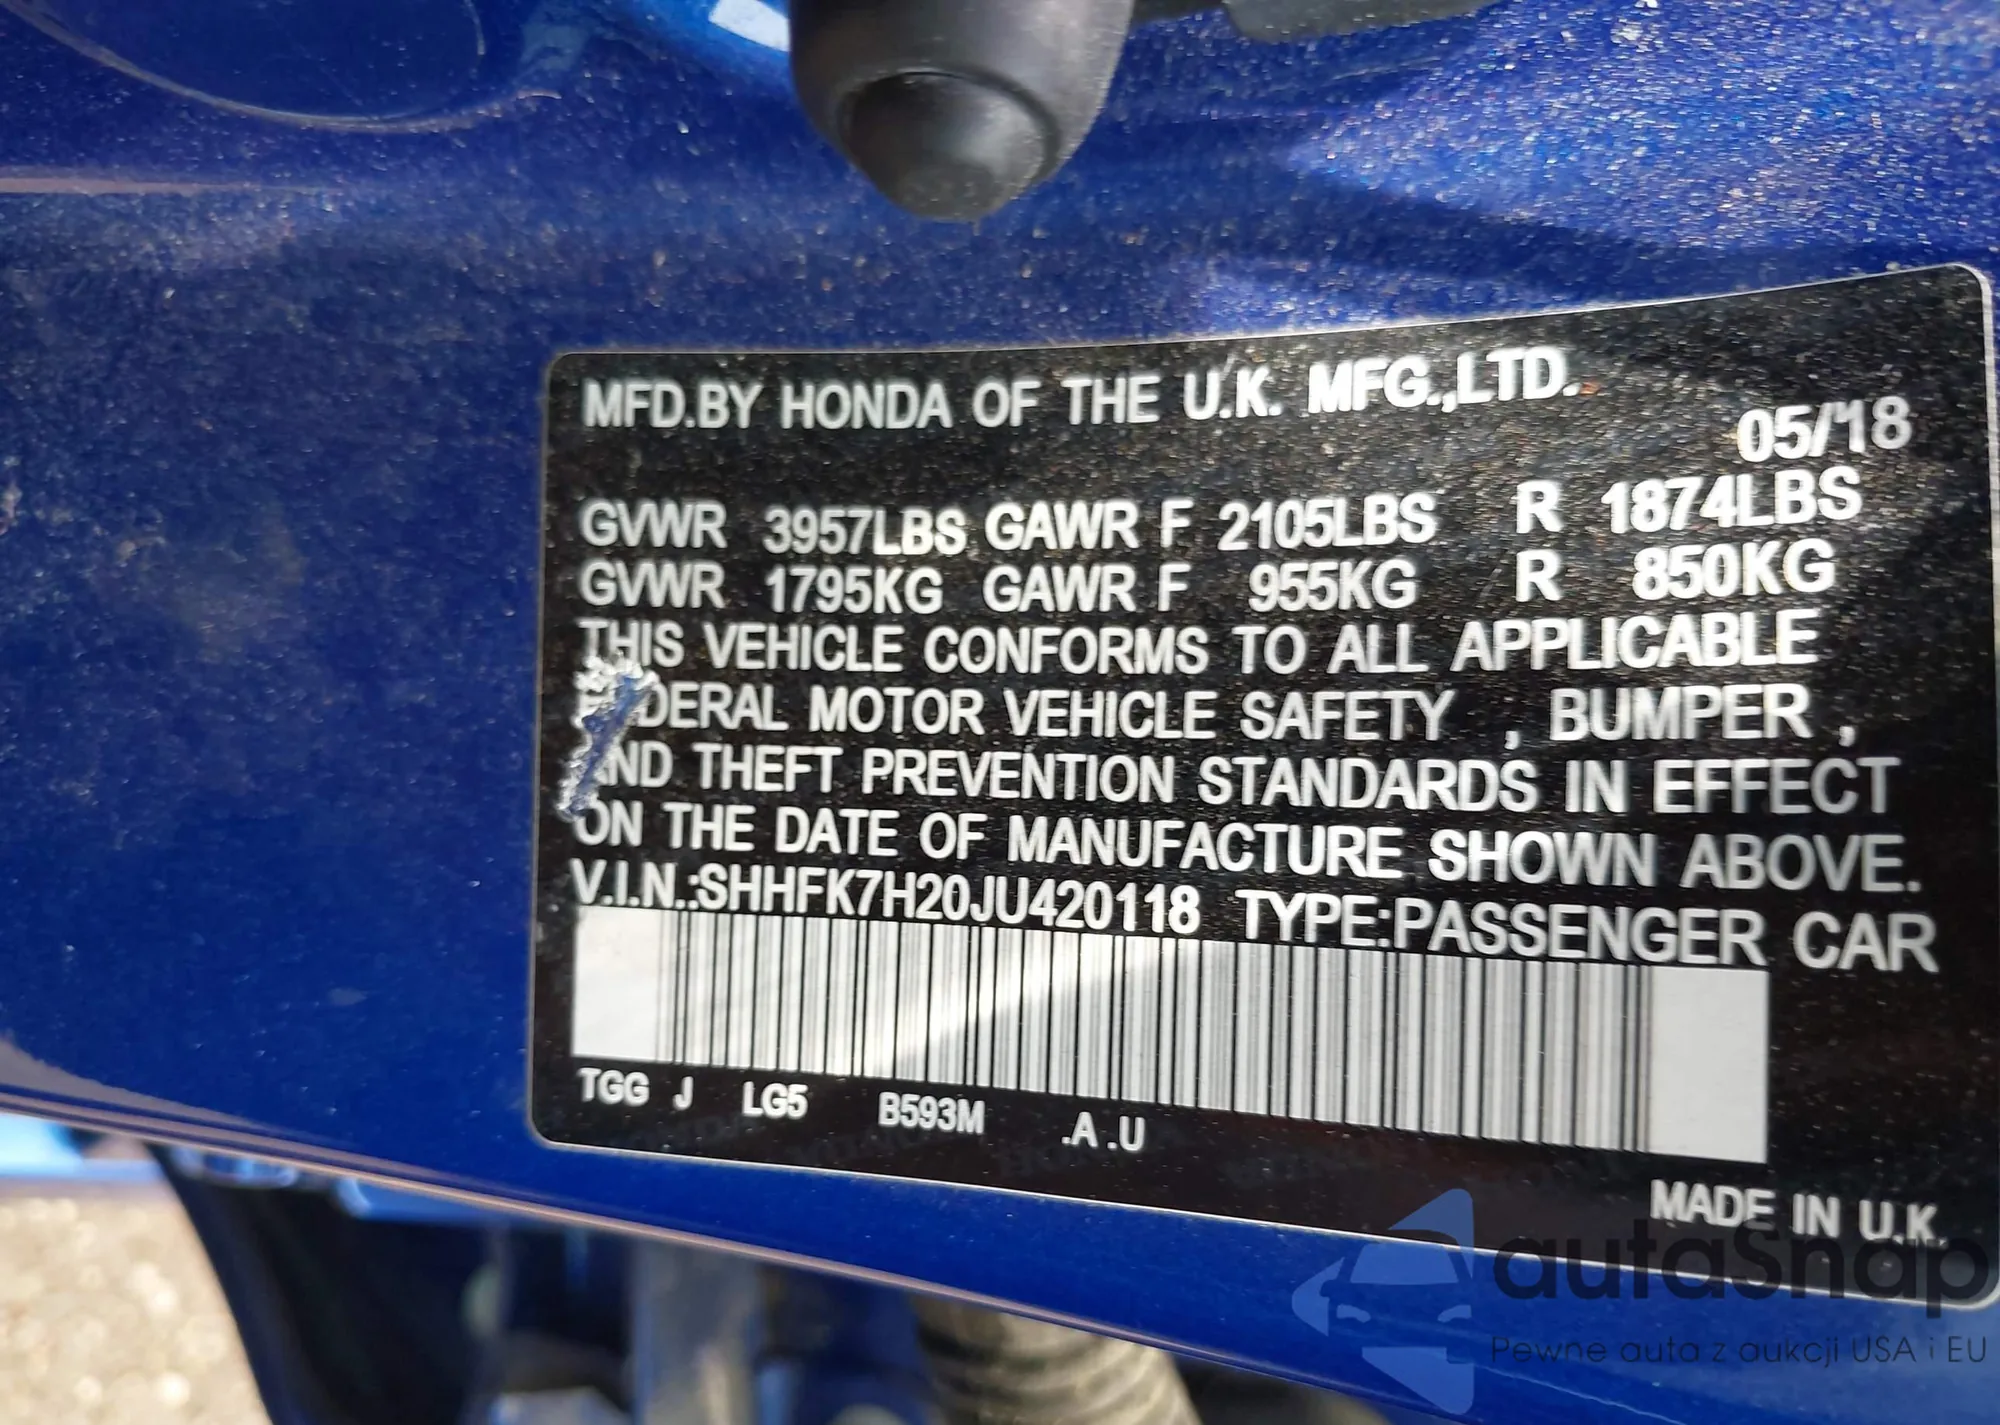 MFD.BY HONDA OF THE U.K. MFG.,LTD.
05/18
GVWR 3957LBS GAWR F 2105LBS R 1874LBS
GVWR 1795KG GAWR F 955KG R 850KG
THIS VEHICLE CONFORMS TO ALL APPLICABLE
FEDERAL MOTOR VEHICLE SAFETY , BUMPER ,
AND THEFT PREVENTION STANDARDS IN EFFECT
ON THE DATE OF MANUFACTURE SHOWN ABOVE.
V.I.N.:SHHFK7H20JU420118 TYPE:PASSENGER CAR
TGG J LG5 B593M .A .U
MADE IN U.K.
autasnap
Pewne auta z aukcji USA i EU